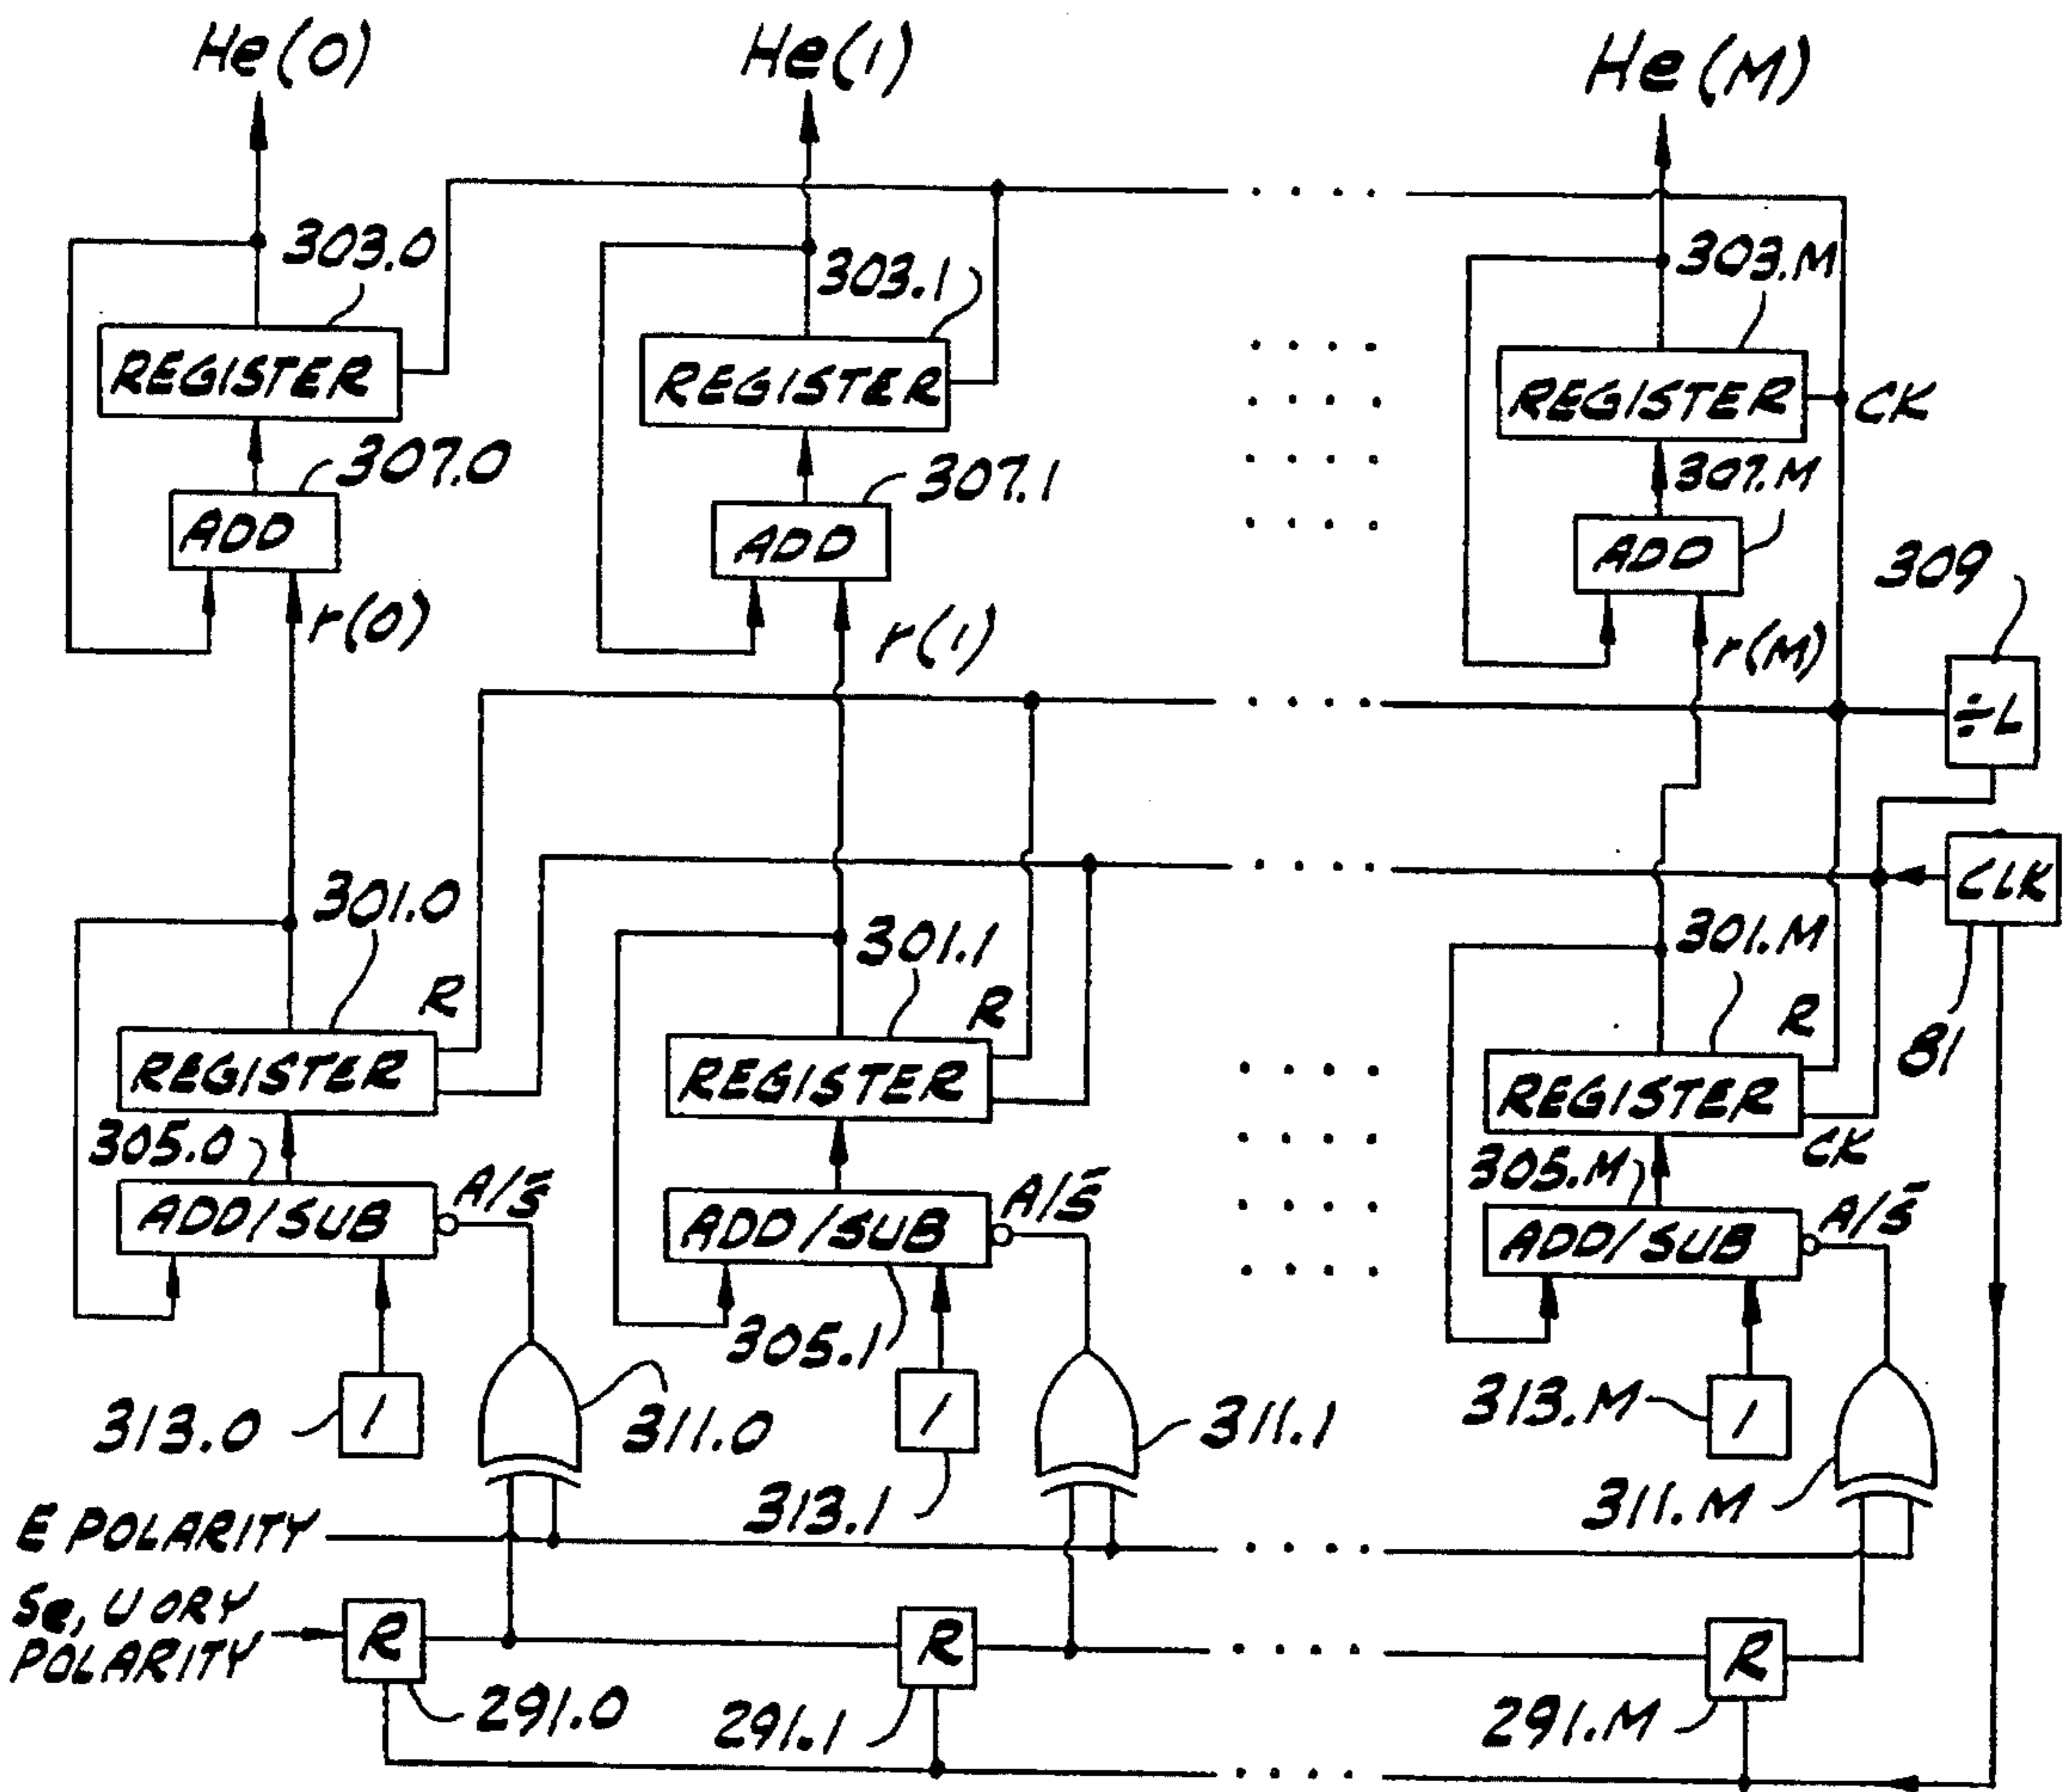 He(0) He(1) He(M)
303.0 303.1 303.M
REGISTER REGISTER REGISTER CK
307.0 307.1 307.M
ADD ADD ADD 309
r(0) r(1) r(M)
÷L
CLK
301.0 301.1 301.M
R R R 81
REGISTER REGISTER REGISTER
CK
305.0 305.M
A/S̄ A/S̄ A/S̄
ADD/SUB ADD/SUB ADD/SUB
305.1
1 1 1
313.0 311.0 311.1 313.M
313.1 311.M
E POLARITY
Se, U OR Y
POLARITY
R R R
291.0 291.1 291.M